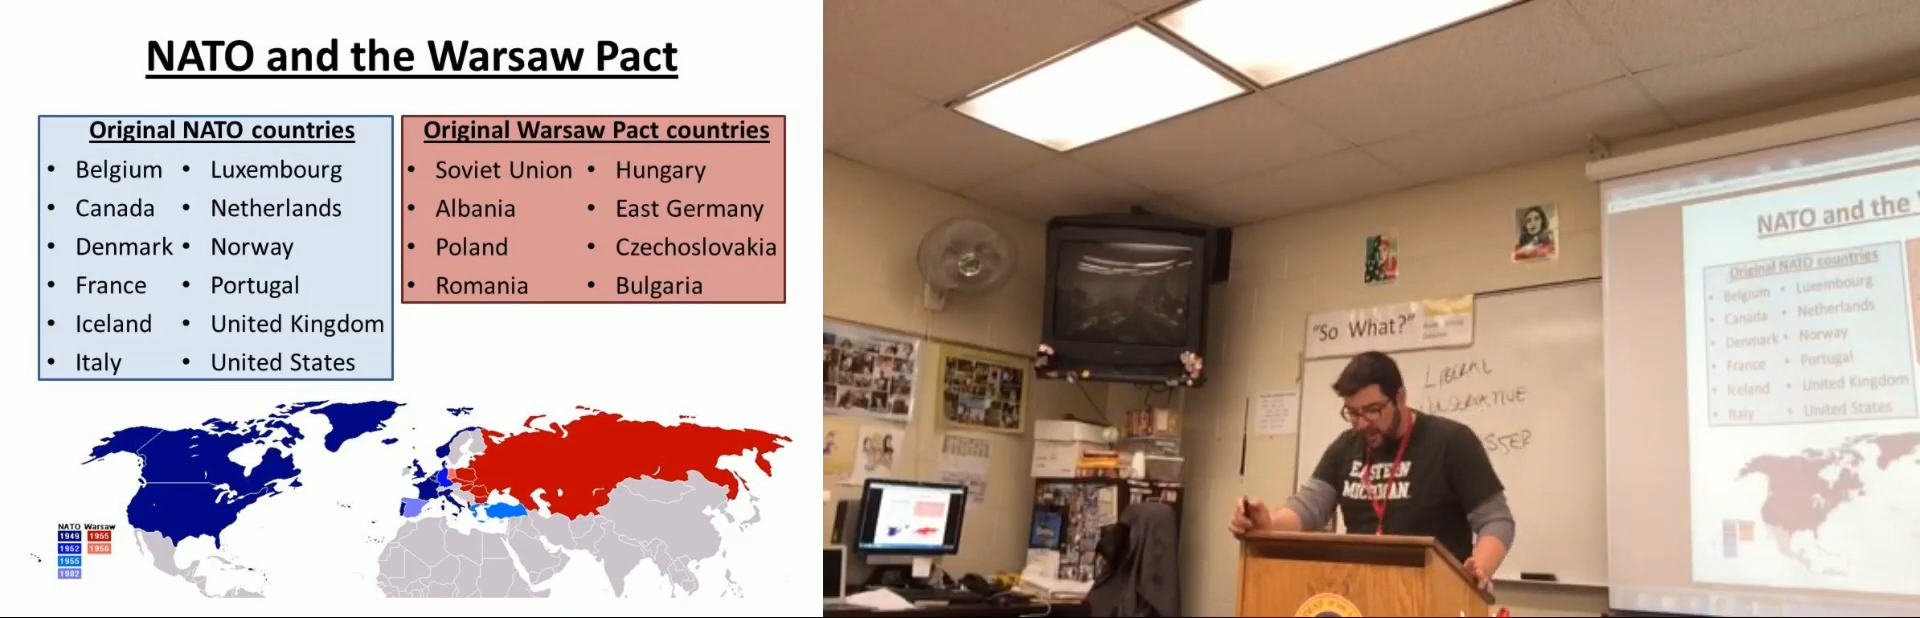 NATO and the Warsaw Pact
Original NATO countries
• Belgium • Luxembourg
• Canada • Netherlands
• Denmark • Norway
• France • Portugal
• Iceland • United Kingdom
• Italy • United States
Original Warsaw Pact countries
• Soviet Union • Hungary
• Albania • East Germany
• Poland • Czechoslovakia
• Romania • Bulgaria
NATO Warsaw
1949 1955
1952 1956
1955
1982
"So What?"
LIBERAL
EASTERN
MICHIGAN
NATO and the
Original NATO countries
• Belgium • Luxembourg
• Canada • Netherlands
• Denmark • Norway
• France • Portugal
• Iceland • United Kingdom
• Italy • United States